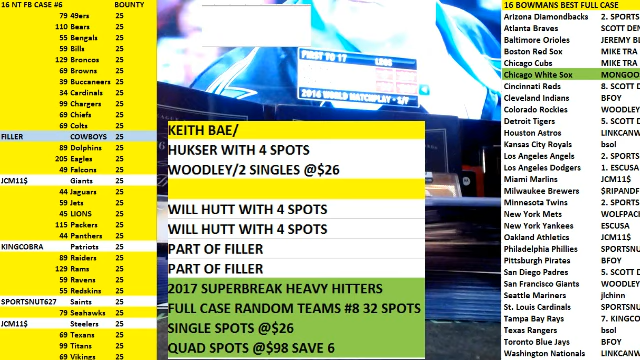 16 NT FB CASE #6 BOUNTY
79 49ers 25
110 Bears 25
55 Bengals 25
59 Bills 25
129 Broncos 25
69 Browns 25
39 Buccaneers 25
34 Cardinals 25
99 Chargers 25
69 Chiefs 25
69 Colts 25
FILLER COWBOYS 25
89 Dolphins 25
205 Eagles 25
49 Falcons 25
JCM11$ Giants 25
44 Jaguars 25
59 Jets 25
45 LIONS 25
115 Packers 25
44 Panthers 25
KINGCOBRA Patriots 25
89 Raiders 25
129 Rams 25
59 Ravens 25
55 Redskins 25
SPORTSNUT627 Saints 25
79 Seahawks 25
JCM11$ Steelers 25
69 Texans 25
99 Titans 25
69 Vikings 25
FIRST TO 17 LEGS
2016 WORLD MATCHPLAY - S/F
KEITH BAE/
HUKSER WITH 4 SPOTS
WOODLEY/2 SINGLES @$26
WILL HUTT WITH 4 SPOTS
WILL HUTT WITH 4 SPOTS
PART OF FILLER
PART OF FILLER
2017 SUPERBREAK HEAVY HITTERS
FULL CASE RANDOM TEAMS #8 32 SPOTS
SINGLE SPOTS @$26
QUAD SPOTS @$98 SAVE 6
16 BOWMANS BEST FULL CASE
Arizona Diamondbacks 2. SPORTS
Atlanta Braves SCOTT DEN
Baltimore Orioles JEREMY BL
Boston Red Sox MIKE TRA
Chicago Cubs MIKE TRA
Chicago White Sox MONGOO
Cincinnati Reds 8. SCOTT D
Cleveland Indians BFOY
Colorado Rockies WOODLEY
Detroit Tigers 5. SCOTT D
Houston Astros LINKCANW
Kansas City Royals bsol
Los Angeles Angels 2. SPORTS
Los Angeles Dodgers 1. ESCUSA
Miami Marlins JCM11$
Milwaukee Brewers $RIPANDF
Minnesota Twins 2. SPORTS
New York Mets WOLFPAC
New York Yankees ESCUSA
Oakland Athletics JCM11$
Philadelphia Phillies SPORTSN
Pittsburgh Pirates BFOY
San Diego Padres 5. SCOTT D
San Francisco Giants WOODLEY
Seattle Mariners jlchinn
St. Louis Cardinals SPORTSN
Tampa Bay Rays 7. KINGCO
Texas Rangers bsol
Toronto Blue Jays BFOY
Washington Nationals LINKCANW